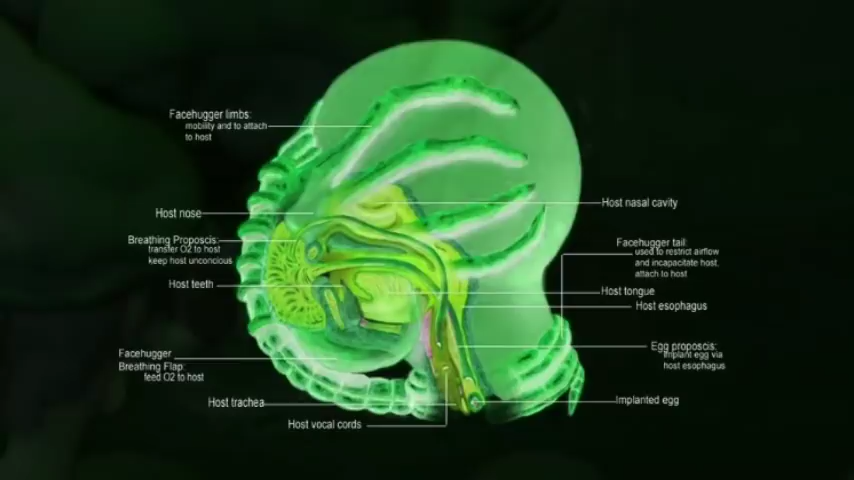 Facehugger limbs:
mobility and to attach
to host
Host nose
Host nasal cavity
Breathing Proposcis:
transfer O2 to host
keep host unconcious
Facehugger tail:
used to restrict airflow
and incapacitate host,
attach to host
Host teeth
Host tongue
Host esophagus
Facehugger
Breathing Flap:
feed O2 to host
Egg proposcis:
Implant egg via
host esophagus
Host trachea
Implanted egg
Host vocal cords